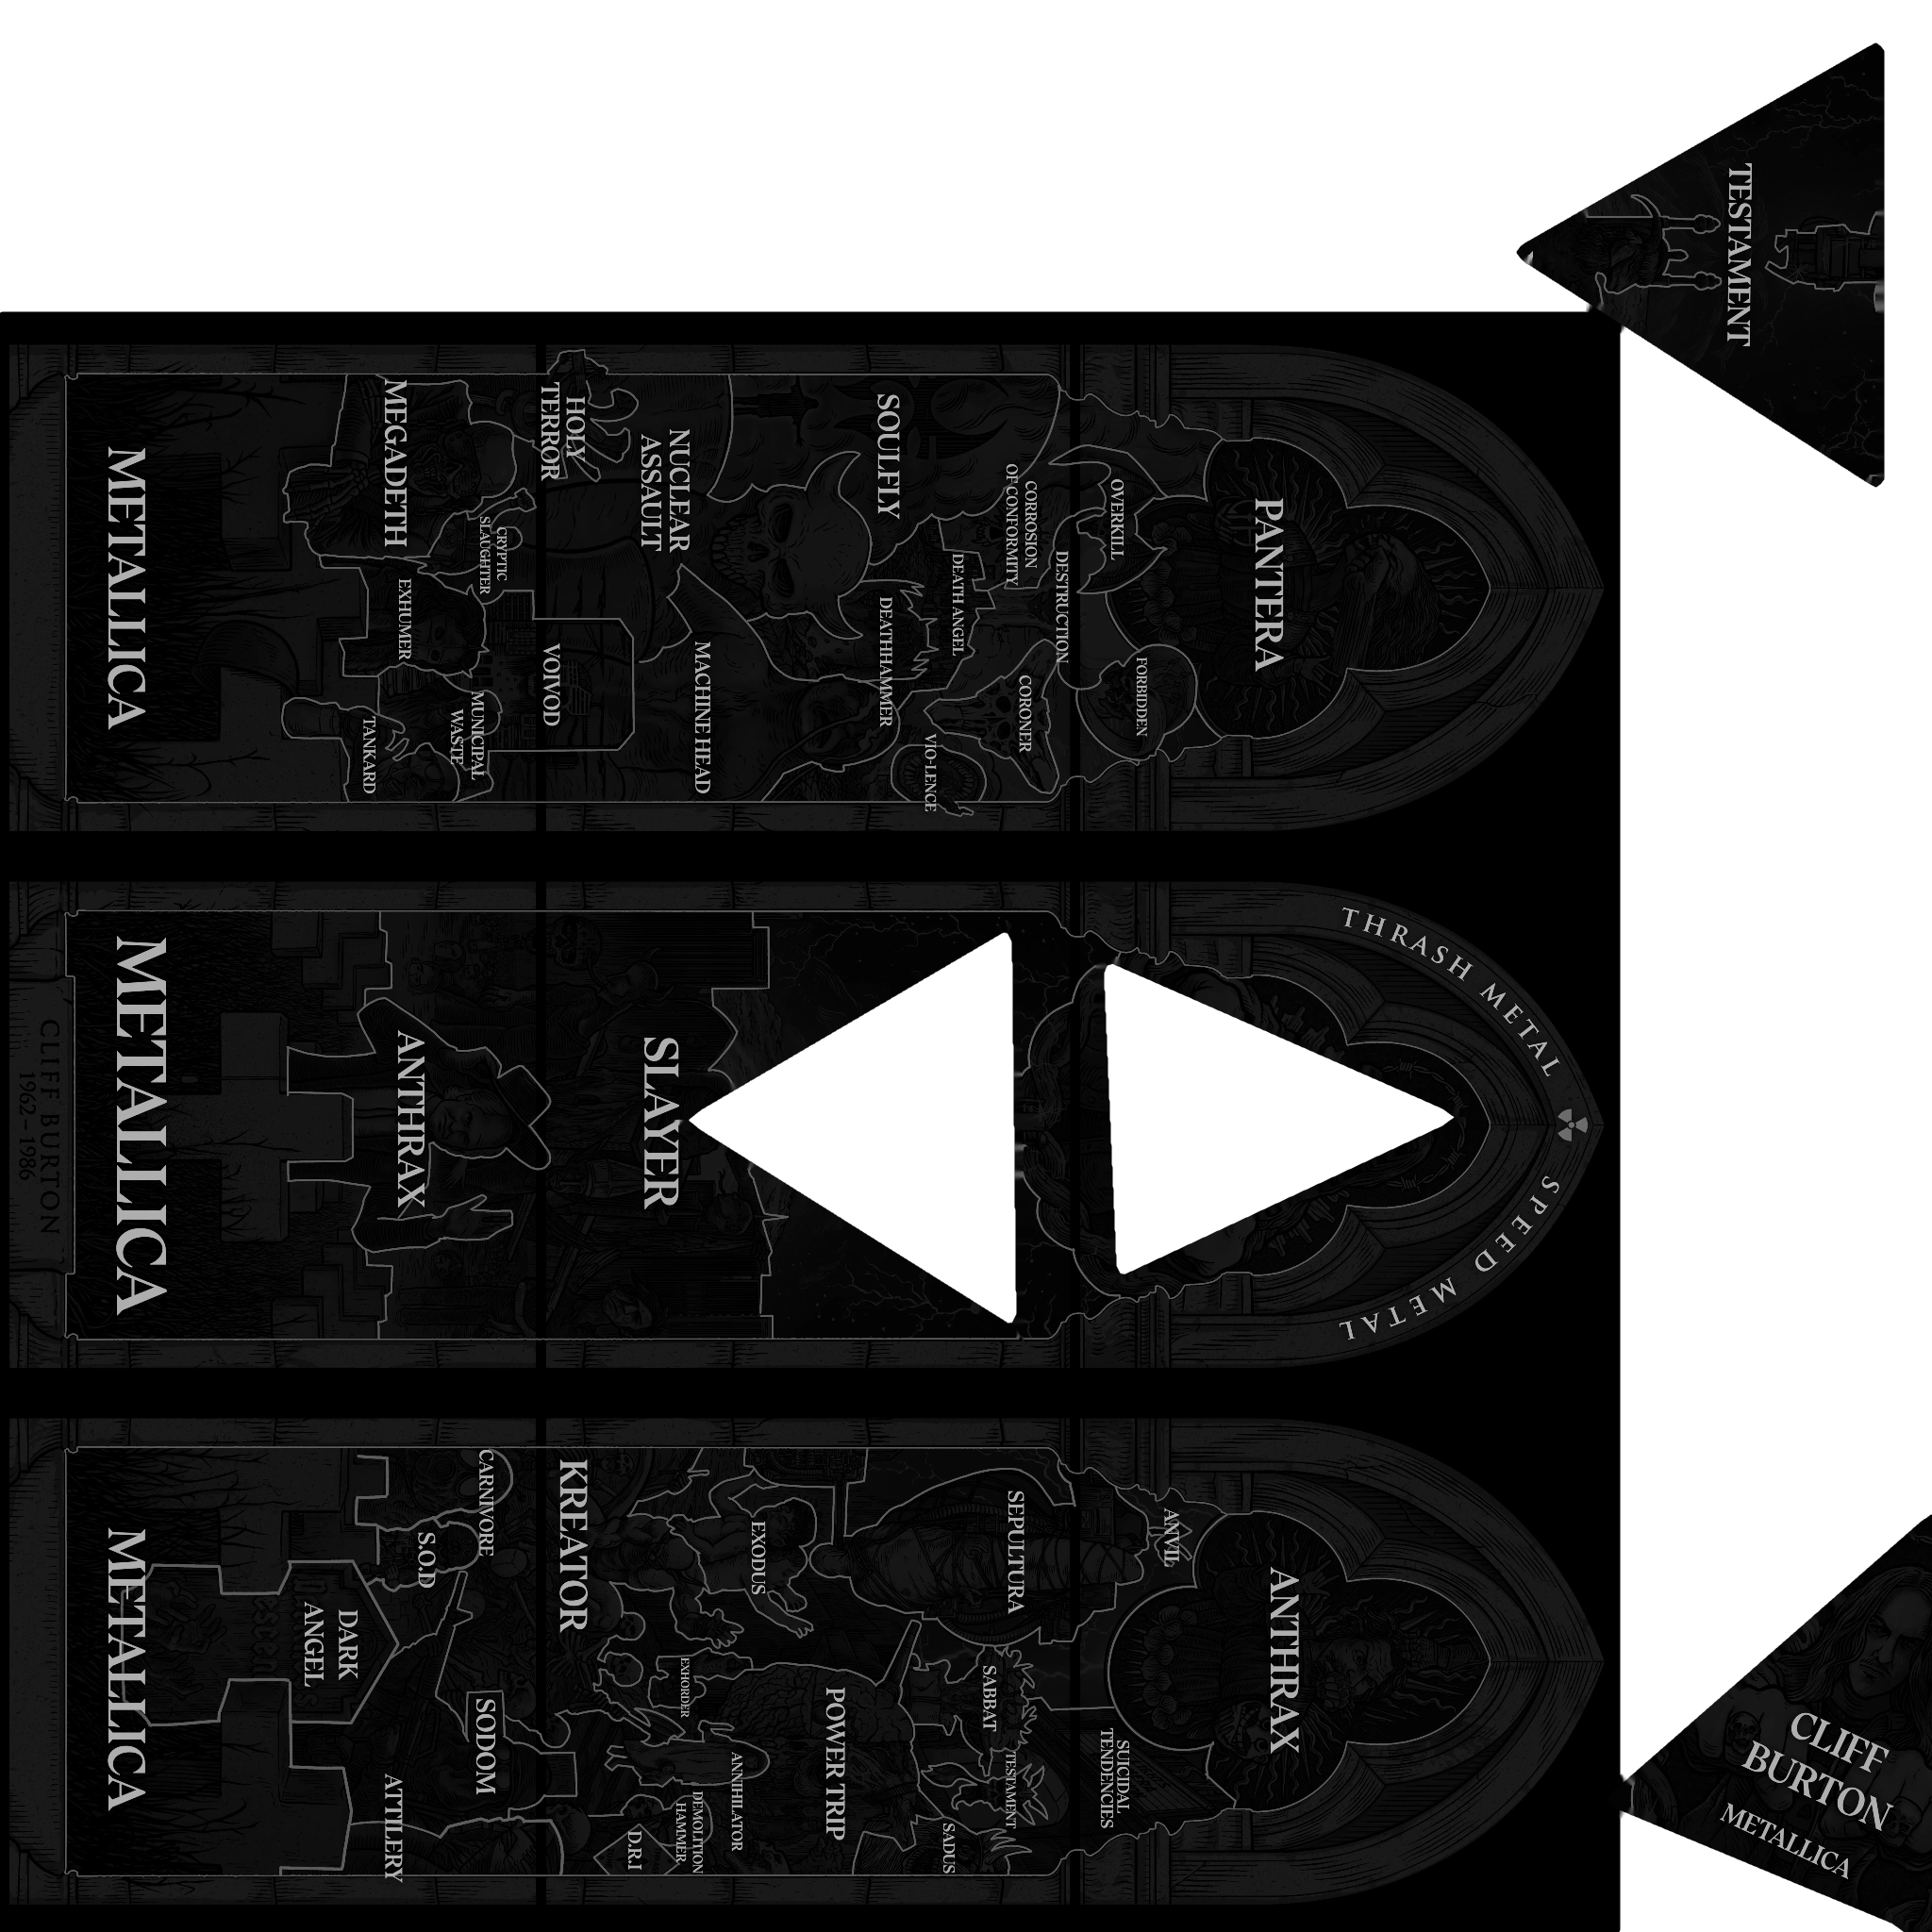 TESTAMENT
PANTERA
OVERKILL
FORBIDDEN
DESTRUCTION
CORROSION
OF CONFORMITY
CORONER
DEATH ANGEL
VIO-LENCE
SOULFLY
DEATHHAMMER
MACHINE HEAD
NUCLEAR
ASSAULT
HOLY
TERROR
VOIVOD
CRYPTIC
SLAUGHTER
MUNICIPAL
WASTE
MEGADETH
EXHUMER
TANKARD
METALLICA
THRASH METAL
SPEED METAL
SLAYER
ANTHRAX
METALLICA
CLIFF BURTON
1962 – 1986
ANTHRAX
ANVIL
SUICIDAL
TENDENCIES
SEPULTURA
SABBAT
TESTAMENT
SADUS
POWER TRIP
EXODUS
ANNIHILATOR
EXHORDER
DEMOLITION
HAMMER
D.R.I
KREATOR
CARNIVORE
SODOM
S.O.D
ATTILERY
DARK
ANGEL
METALLICA
CLIFF
BURTON
METALLICA